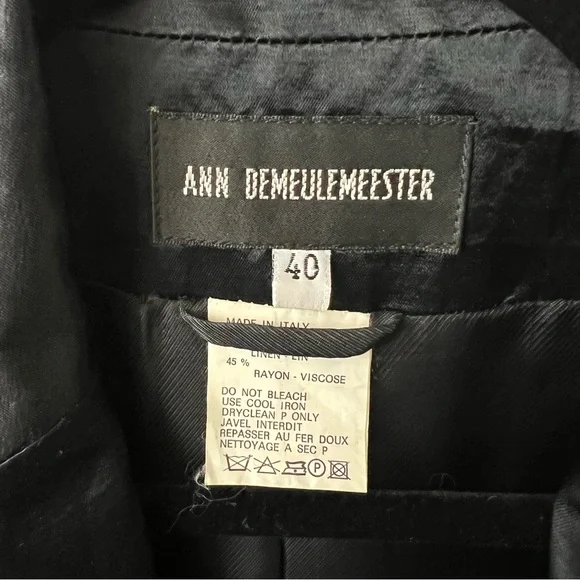 ANN DEMEULEMEESTER
40
MADE IN ITALY
LINEN - LIN
45 %
RAYON - VISCOSE
DO NOT BLEACH
USE COOL IRON
DRYCLEAN P ONLY
JAVEL INTERDIT
REPASSER AU FER DOUX
NETTOYAGE A SEC P
P